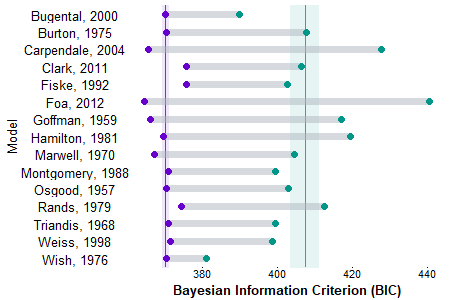 Bugental, 2000
Burton, 1975
Carpendale, 2004
Clark, 2011
Fiske, 1992
Foa, 2012
Goffman, 1959
Hamilton, 1981
Marwell, 1970
Montgomery, 1988
Osgood, 1957
Rands, 1979
Triandis, 1968
Weiss, 1998
Wish, 1976
Model
380 400 420 440
Bayesian Information Criterion (BIC)